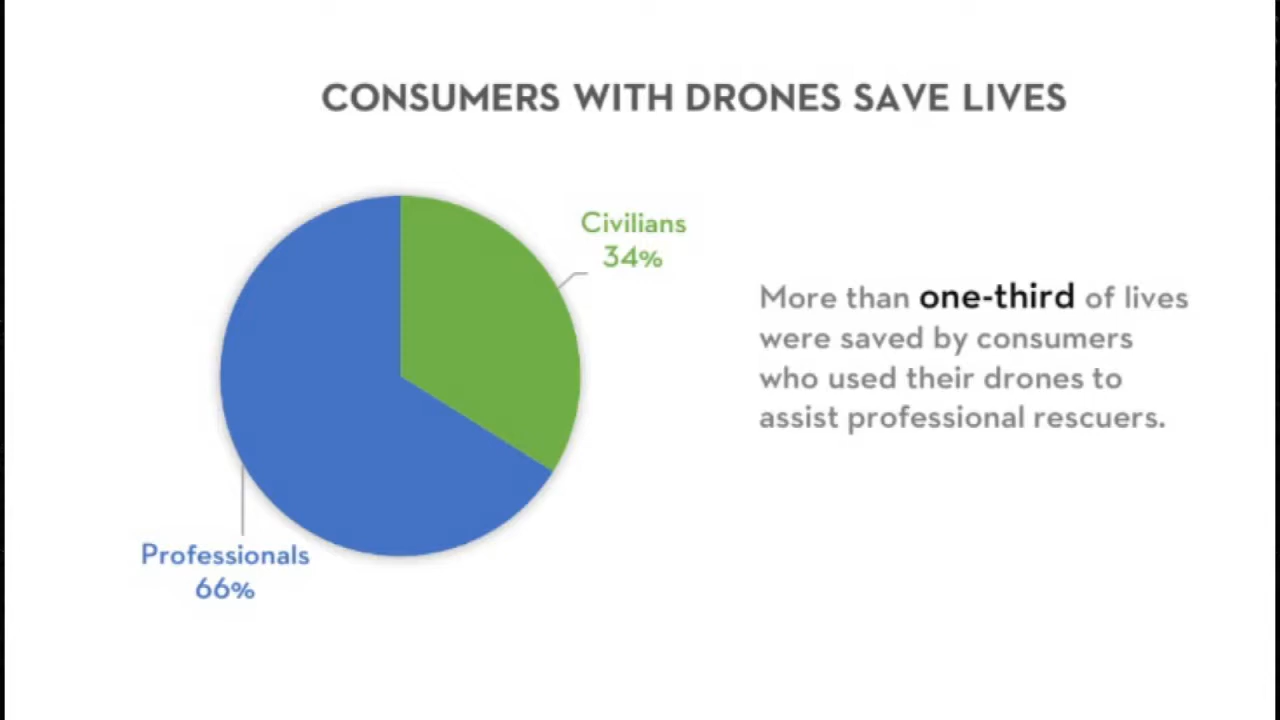 CONSUMERS WITH DRONES SAVE LIVES
Civilians
34%
More than one-third of lives
were saved by consumers
who used their drones to
assist professional rescuers.
Professionals
66%